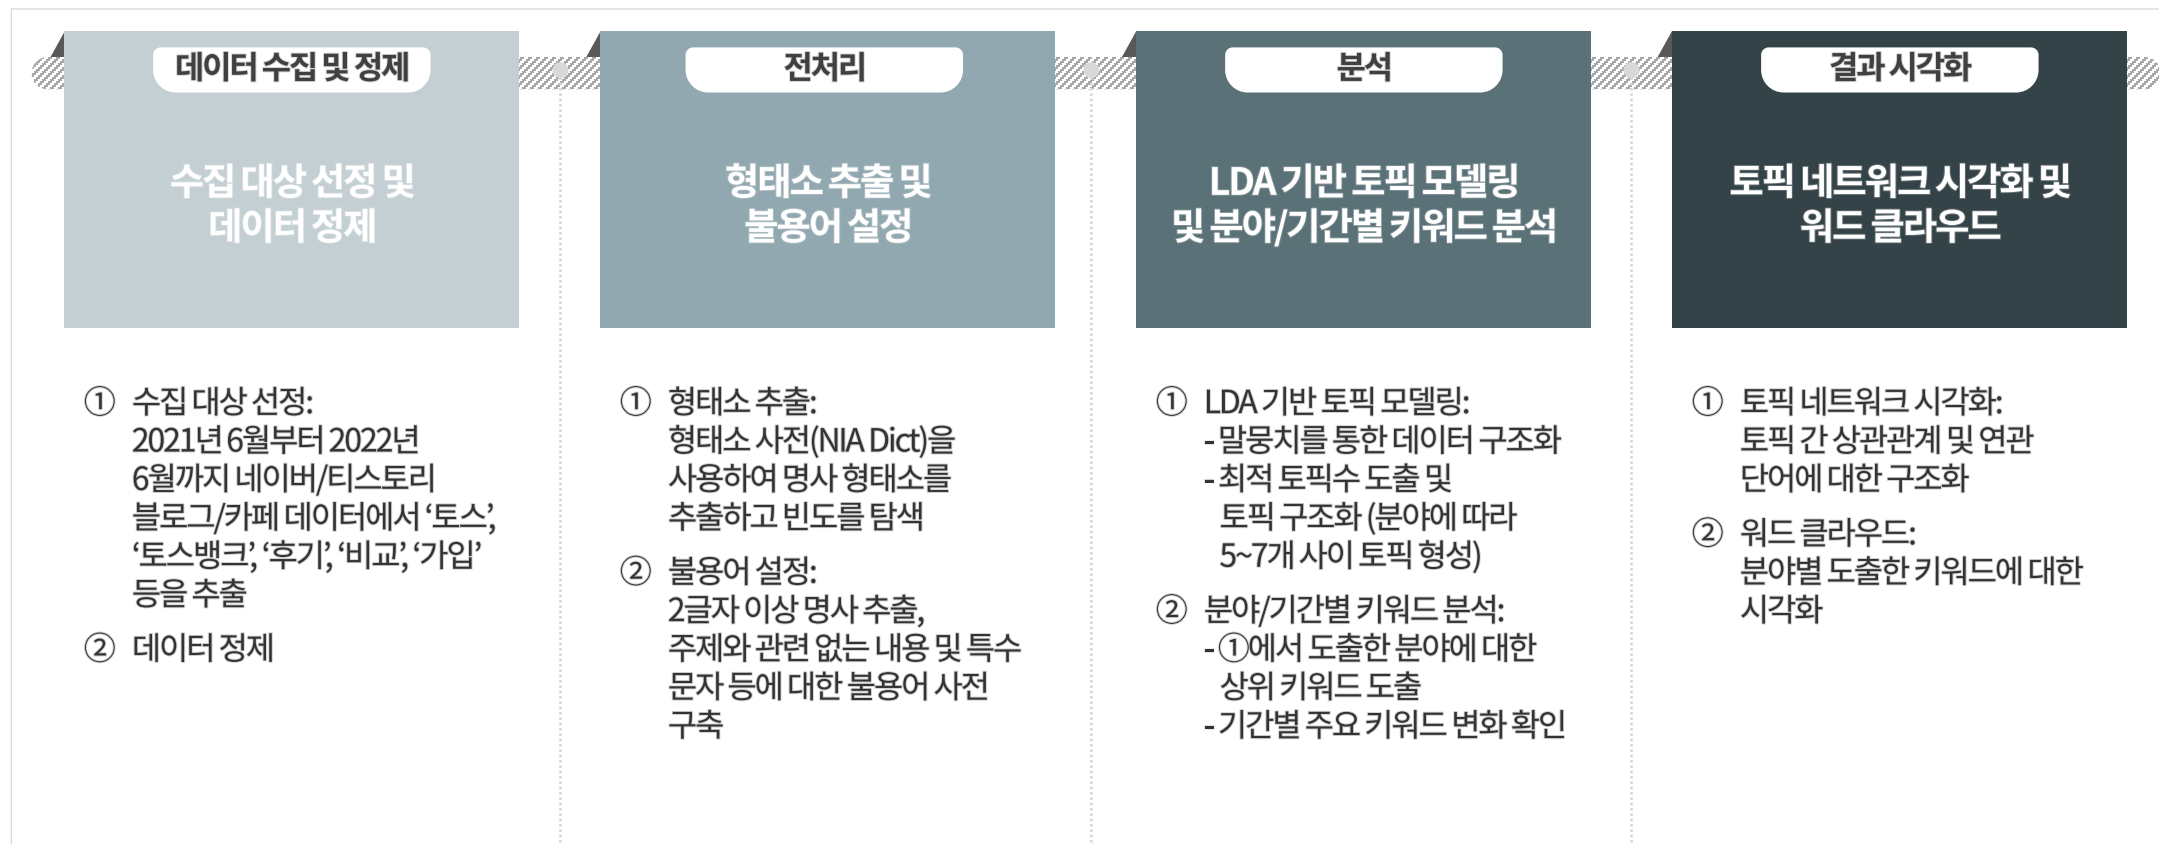 데이터 수집 및 정제
수집 대상 선정 및
데이터 정제
① 수집 대상 선정:
2021년 6월부터 2022년
6월까지 네이버/티스토리
블로그/카페 데이터에서 ‘토스’,
‘토스뱅크’, ‘후기’, ‘비교’, ‘가입’
등을 추출
② 데이터 정제
전처리
형태소 추출 및
불용어 설정
① 형태소 추출:
형태소 사전(NIA Dict)을
사용하여 명사 형태소를
추출하고 빈도를 탐색
② 불용어 설정:
2글자 이상 명사 추출,
주제와 관련 없는 내용 및 특수
문자 등에 대한 불용어 사전
구축
분석
LDA 기반 토픽 모델링
및 분야/기간별 키워드 분석
① LDA 기반 토픽 모델링:
- 말뭉치를 통한 데이터 구조화
- 최적 토픽수 도출 및
토픽 구조화 (분야에 따라
5~7개 사이 토픽 형성)
② 분야/기간별 키워드 분석:
- ①에서 도출한 분야에 대한
상위 키워드 도출
- 기간별 주요 키워드 변화 확인
결과 시각화
토픽 네트워크 시각화 및
워드 클라우드
① 토픽 네트워크 시각화:
토픽 간 상관관계 및 연관
단어에 대한 구조화
② 워드 클라우드:
분야별 도출한 키워드에 대한
시각화